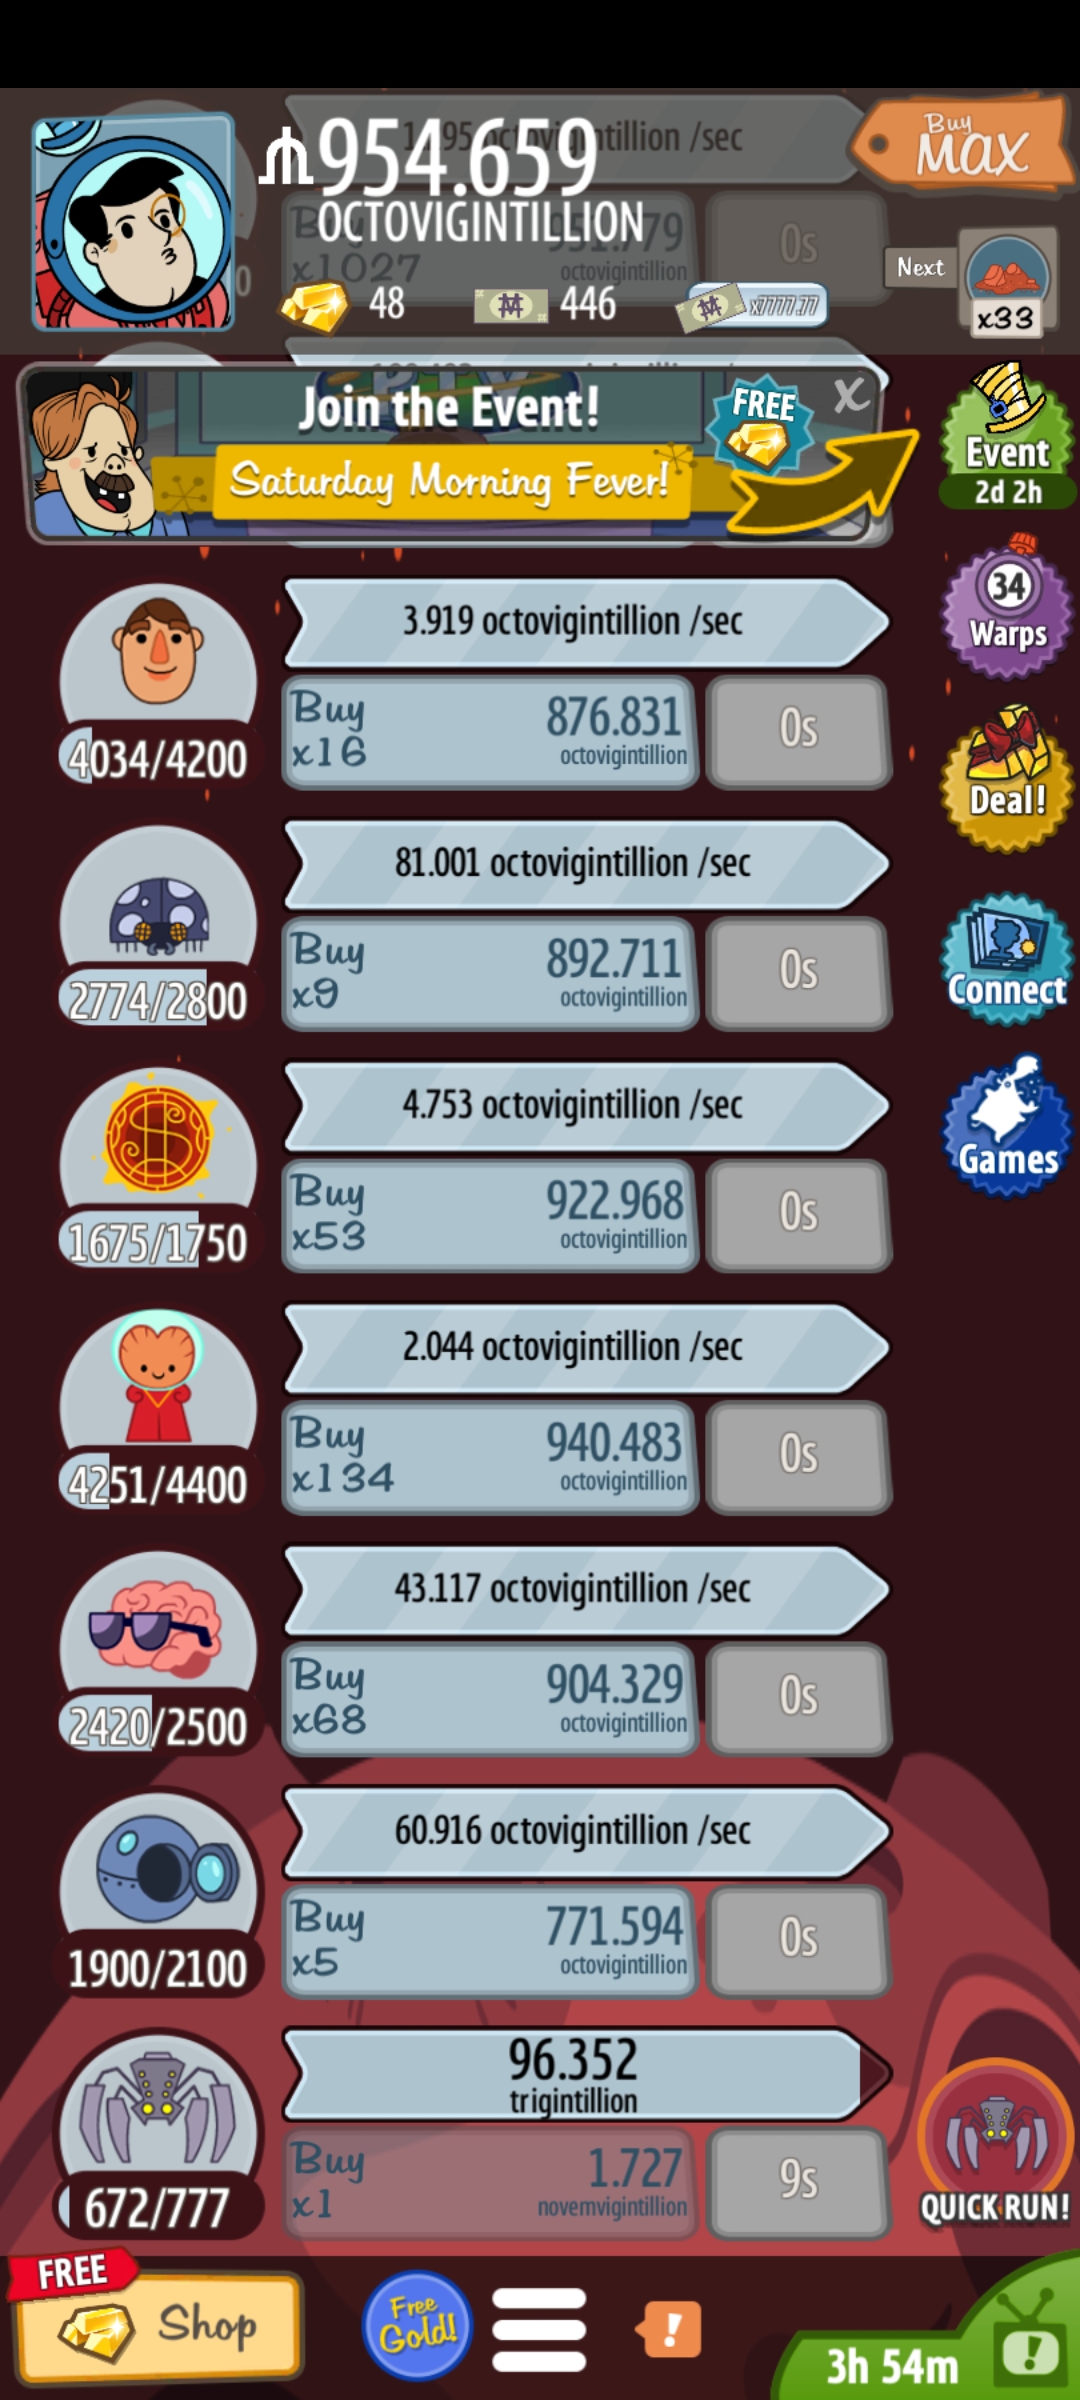 954.659
OCTOVIGINTILLION
Buy
MAX
octovigintillion /sec
x1027
octovigintillion
0s
48
446
x7777.77
Next
x33
Join the Event!
FREE
X
Saturday Morning Fever!
Event
2d 2h
34
Warps
Deal!
Connect
Games
3.919 octovigintillion /sec
4034/4200
Buy
x16
876.831
octovigintillion
0s
81.001 octovigintillion /sec
2774/2800
Buy
x9
892.711
octovigintillion
0s
4.753 octovigintillion /sec
1675/1750
Buy
x53
922.968
octovigintillion
0s
2.044 octovigintillion /sec
4251/4400
Buy
x134
940.483
octovigintillion
0s
43.117 octovigintillion /sec
2420/2500
Buy
x68
904.329
octovigintillion
0s
60.916 octovigintillion /sec
1900/2100
Buy
x5
771.594
octovigintillion
0s
96.352
trigintillion
672/777
Buy
x1
1.727
novemvigintillion
9s
QUICK RUN!
FREE
Shop
Free
Gold!
!
3h 54m
!